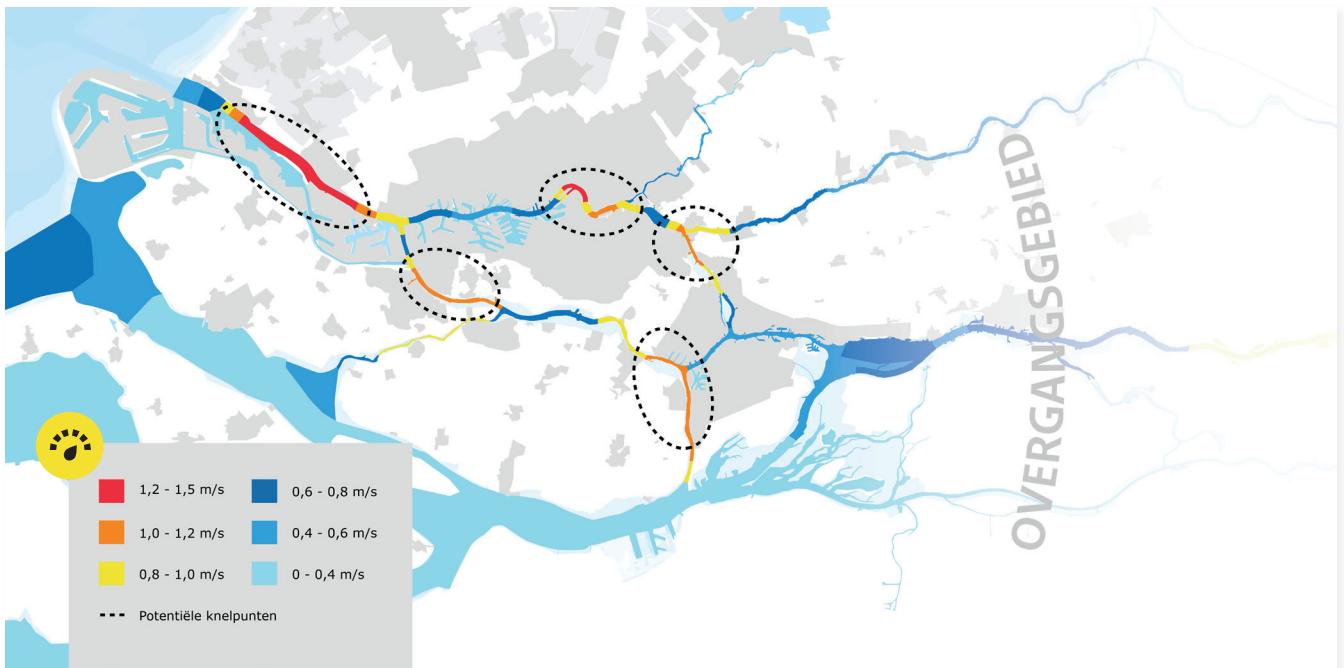 OVERGANGSGEBIED
1,2 - 1,5 m/s
0,6 - 0,8 m/s
1,0 - 1,2 m/s
0,4 - 0,6 m/s
0,8 - 1,0 m/s
0 - 0,4 m/s
Potentiële knelpunten